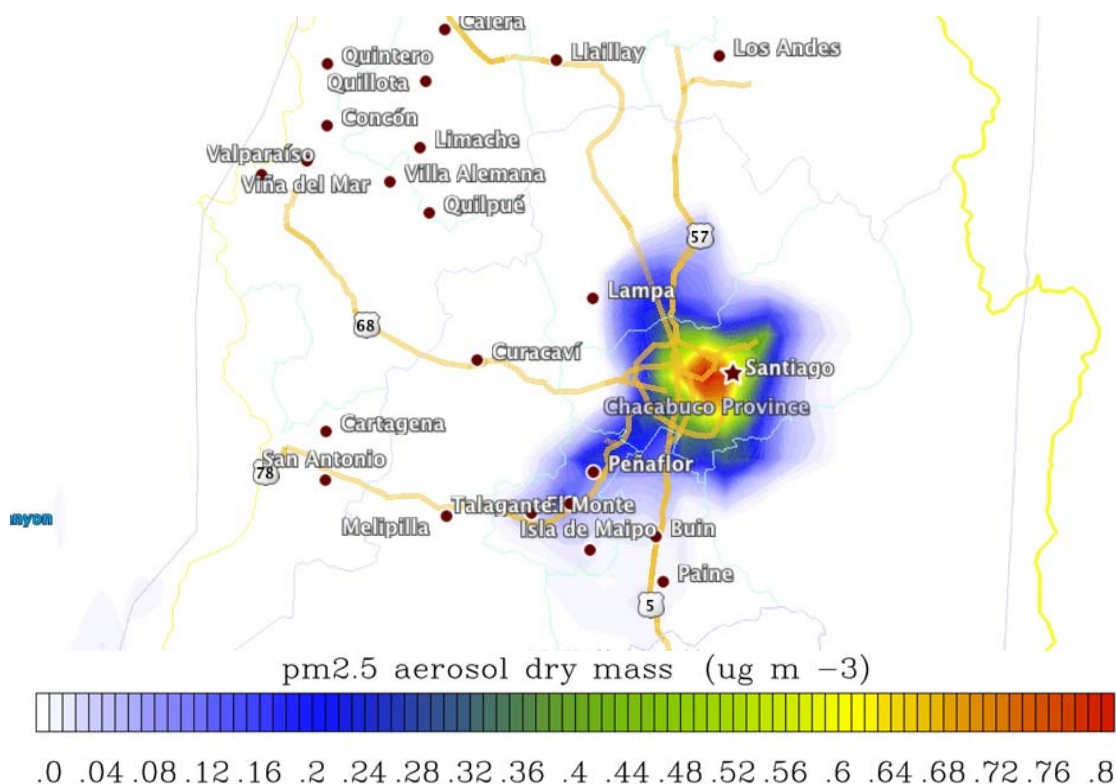 Calera
Quintero
Llaillay
Los Andes
Quillota
Concón
Limache
Valparaíso
Villa Alemana
Viña del Mar
Quilpué
57
Lampa
68
Curacaví
Santiago
Chacabuco Province
Cartagena
San Antonio
78
Peñaflor
Talagante
El Monte
Melipilla
Isla de Maipo
Buin
anyon
Paine
5
pm2.5 aerosol dry mass (ug m -3)
.0 .04 .08 .12 .16 .2 .24 .28 .32 .36 .4 .44 .48 .52 .56 .6 .64 .68 .72 .76 .8